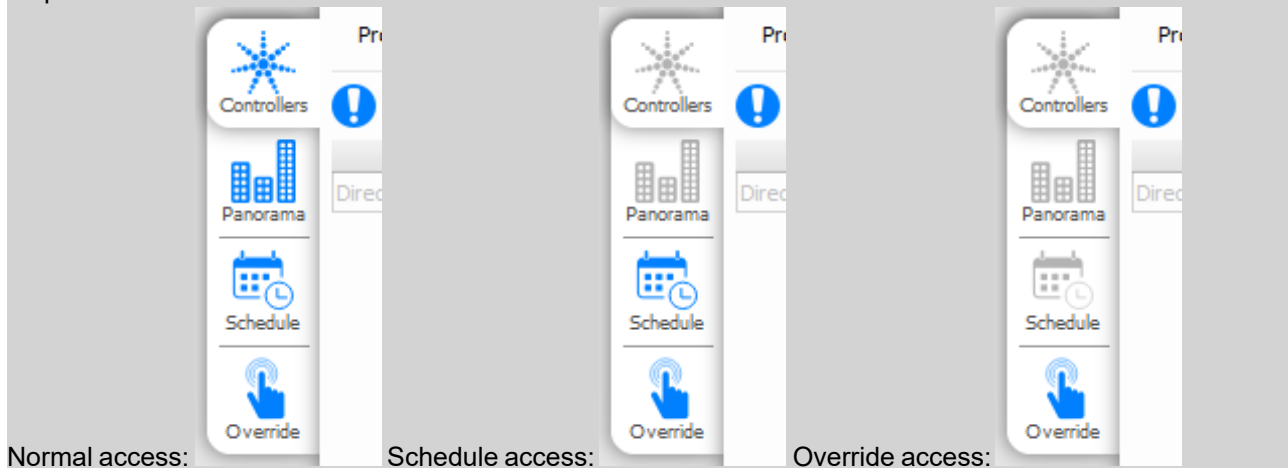 Normal access:
Pro
Controllers
Direc
Panorama
Schedule
Override
Schedule access:
Pr
Controllers
Direc
Panorama
Schedule
Override
Override access:
Pr
Controllers
Direc
Panorama
Schedule
Override